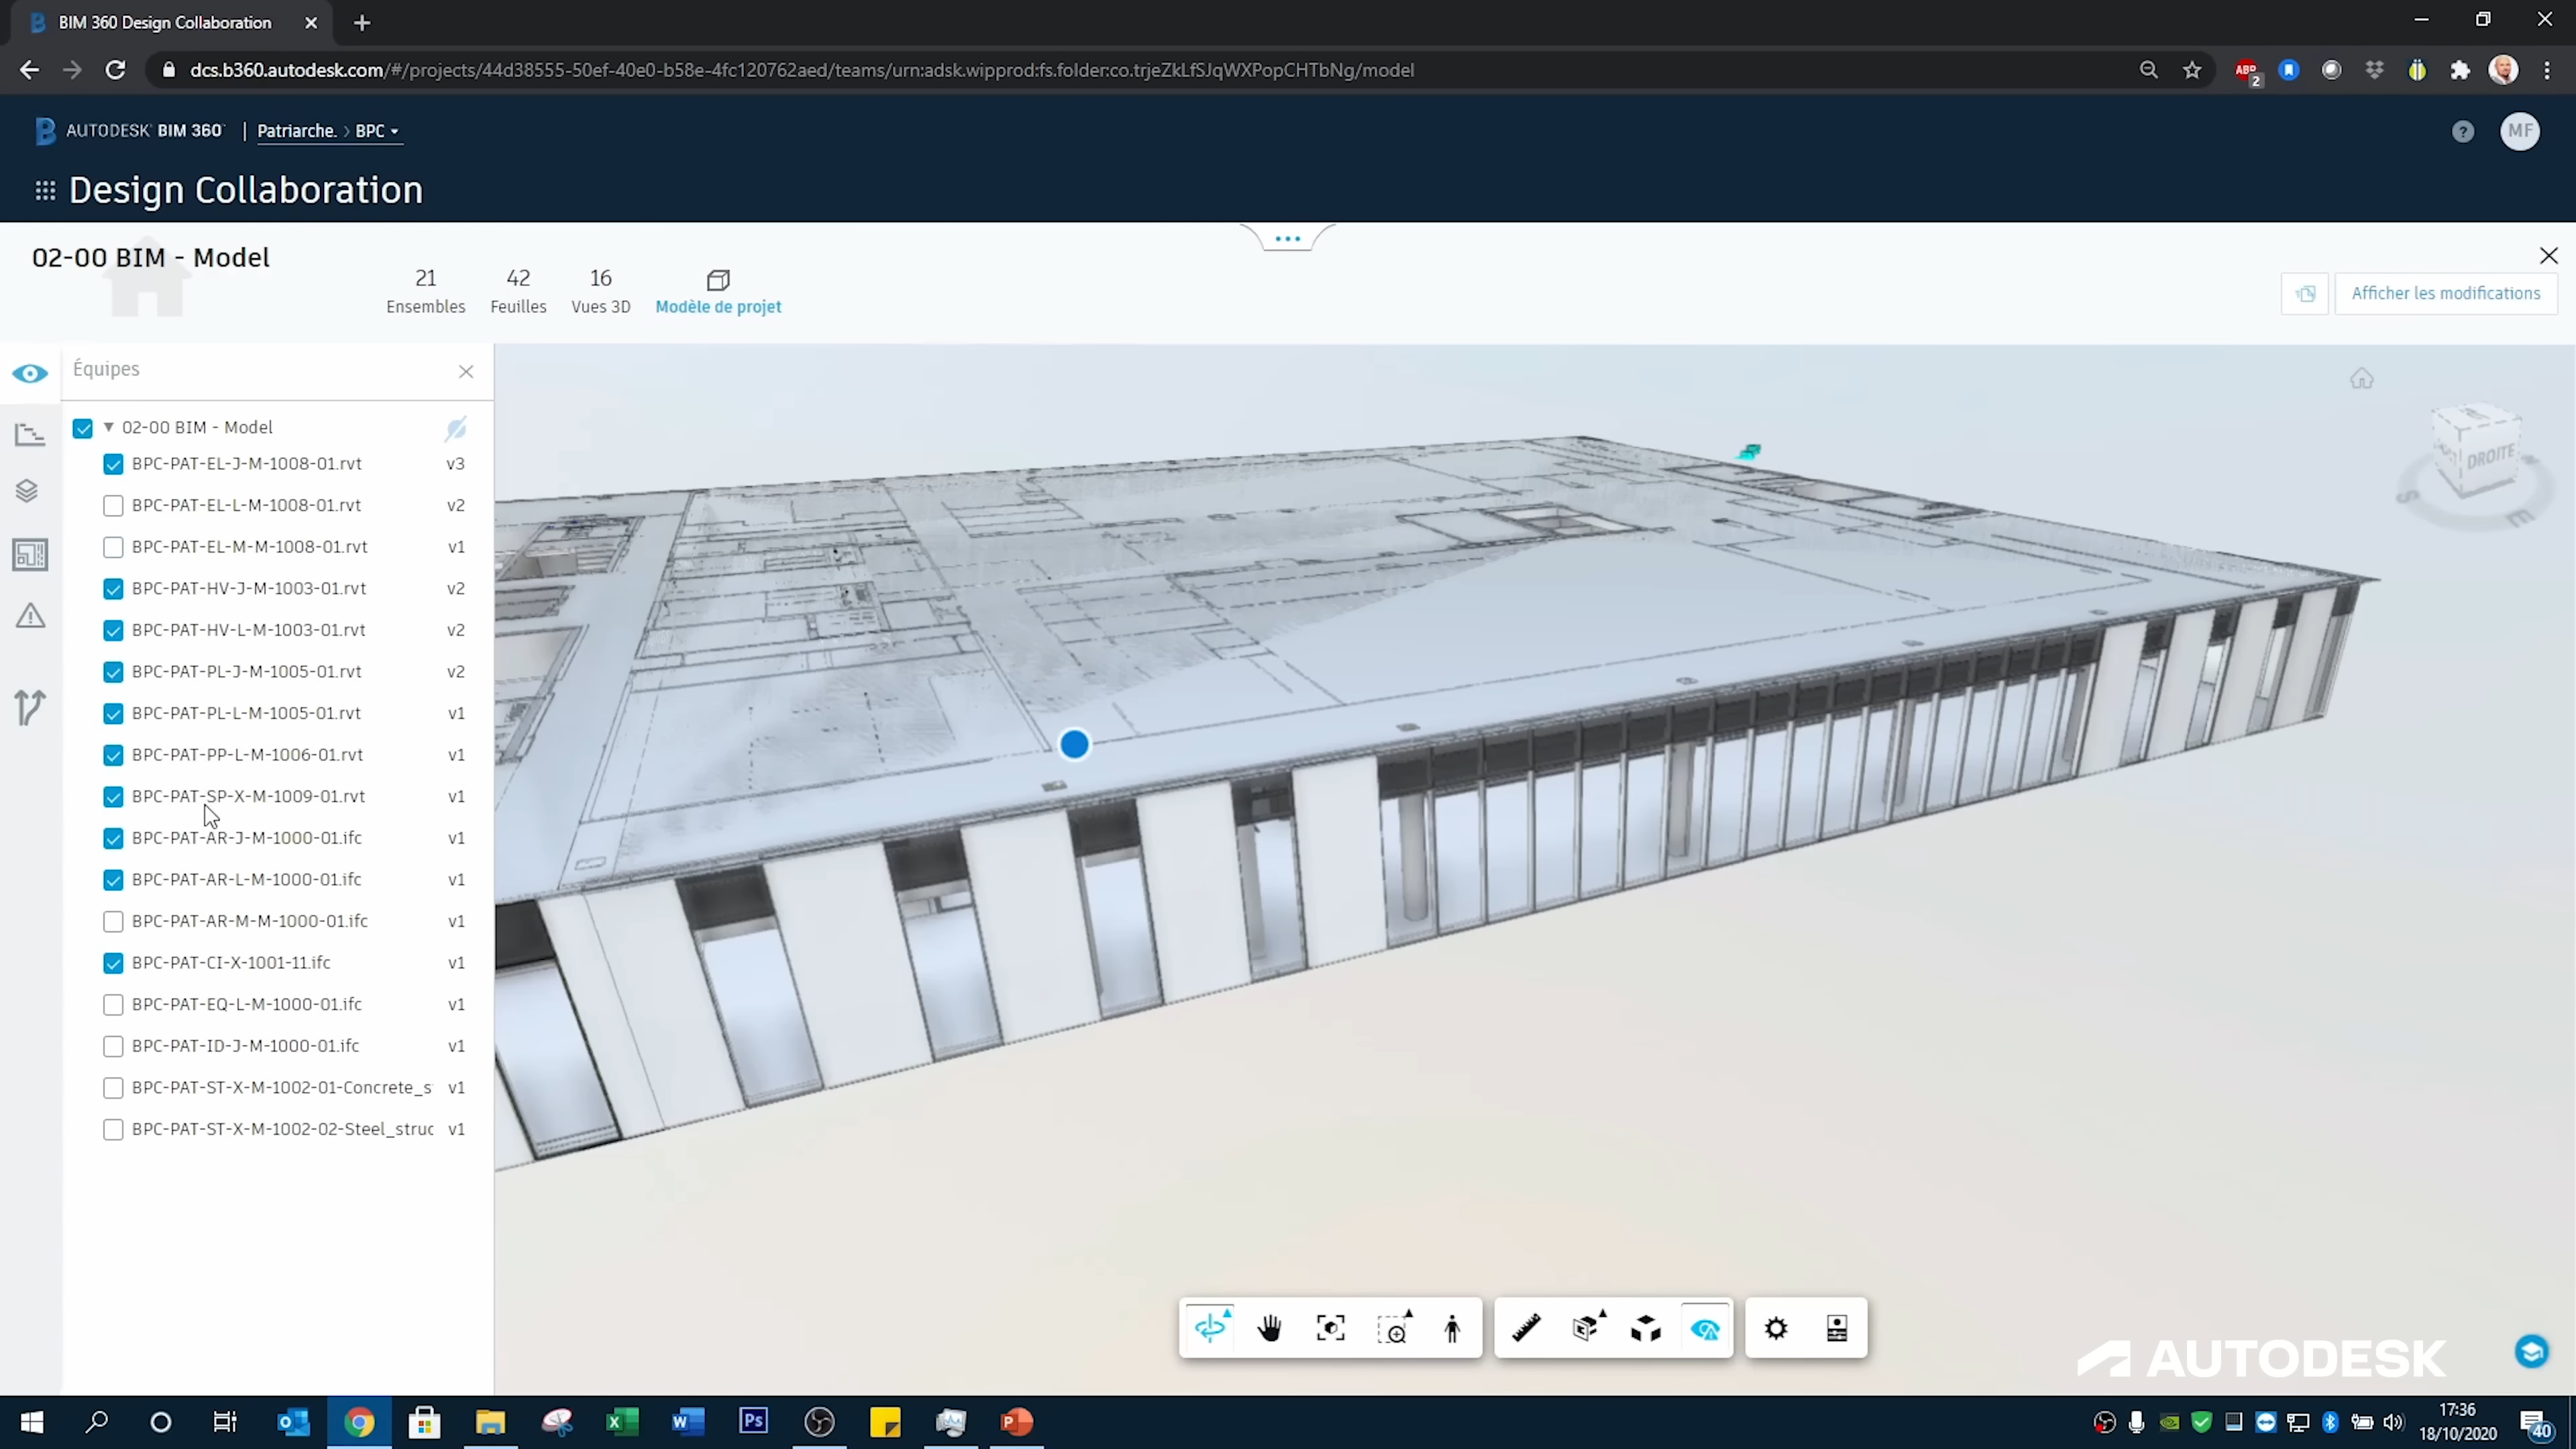 BIM 360 Design Collaboration
dcs.b360.autodesk.com/#/projects/44d38555-50ef-40e0-b58e-4fc120762aed/teams/urn:adsk.wipprod:fs.folder:co.trjeZkLfSJqWXPopCHTbNg/model
ABP
2
AUTODESK® BIM 360™ | Patriarche. > BPC
? MF
Design Collaboration
02-00 BIM - Model
21 42 16
Ensembles Feuilles Vues 3D Modèle de projet
Afficher les modifications
Équipes
02-00 BIM - Model
BPC-PAT-EL-J-M-1008-01.rvt v3
BPC-PAT-EL-L-M-1008-01.rvt v2
BPC-PAT-EL-M-M-1008-01.rvt v1
BPC-PAT-HV-J-M-1003-01.rvt v2
BPC-PAT-HV-L-M-1003-01.rvt v2
BPC-PAT-PL-J-M-1005-01.rvt v2
BPC-PAT-PL-L-M-1005-01.rvt v1
BPC-PAT-PP-L-M-1006-01.rvt v1
BPC-PAT-SP-X-M-1009-01.rvt v1
BPC-PAT-AR-J-M-1000-01.ifc v1
BPC-PAT-AR-L-M-1000-01.ifc v1
BPC-PAT-AR-M-M-1000-01.ifc v1
BPC-PAT-CI-X-1001-11.ifc v1
BPC-PAT-EQ-L-M-1000-01.ifc v1
BPC-PAT-ID-J-M-1000-01.ifc v1
BPC-PAT-ST-X-M-1002-01-Concrete_s v1
BPC-PAT-ST-X-M-1002-02-Steel_struc v1
DROITE
S E
AUTODESK
17:36
18/10/2020
40